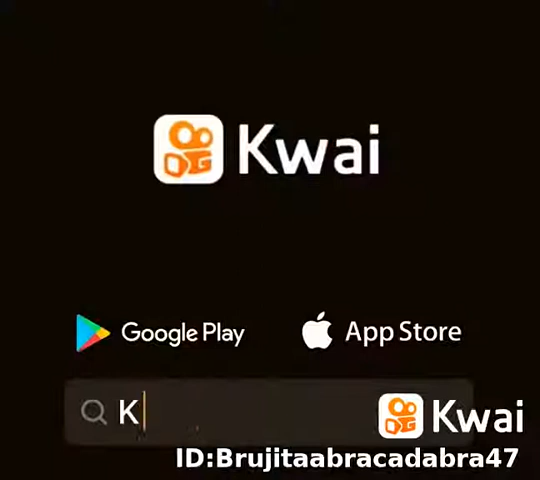 Kwai
Google Play
App Store
K
Kwai
ID:Brujitaabracadabra47